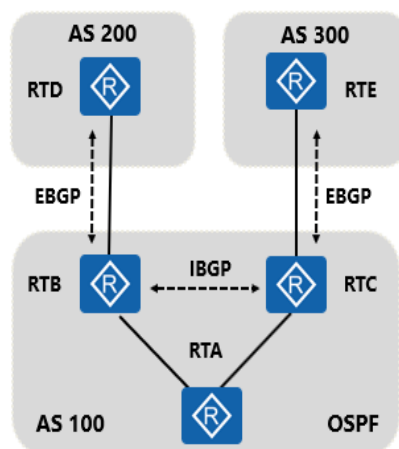 AS 200
AS 300
RTD
R
R
RTE
EBGP
EBGP
RTB
R
IBGP
R
RTC
RTA
AS 100
R
OSPF